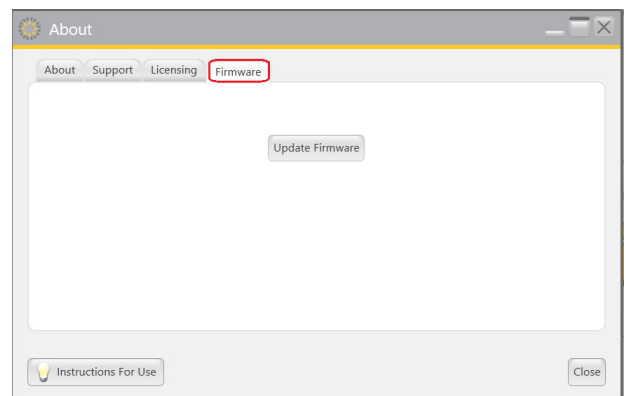 About
About Support Licensing Firmware
Update Firmware
Instructions For Use
Close